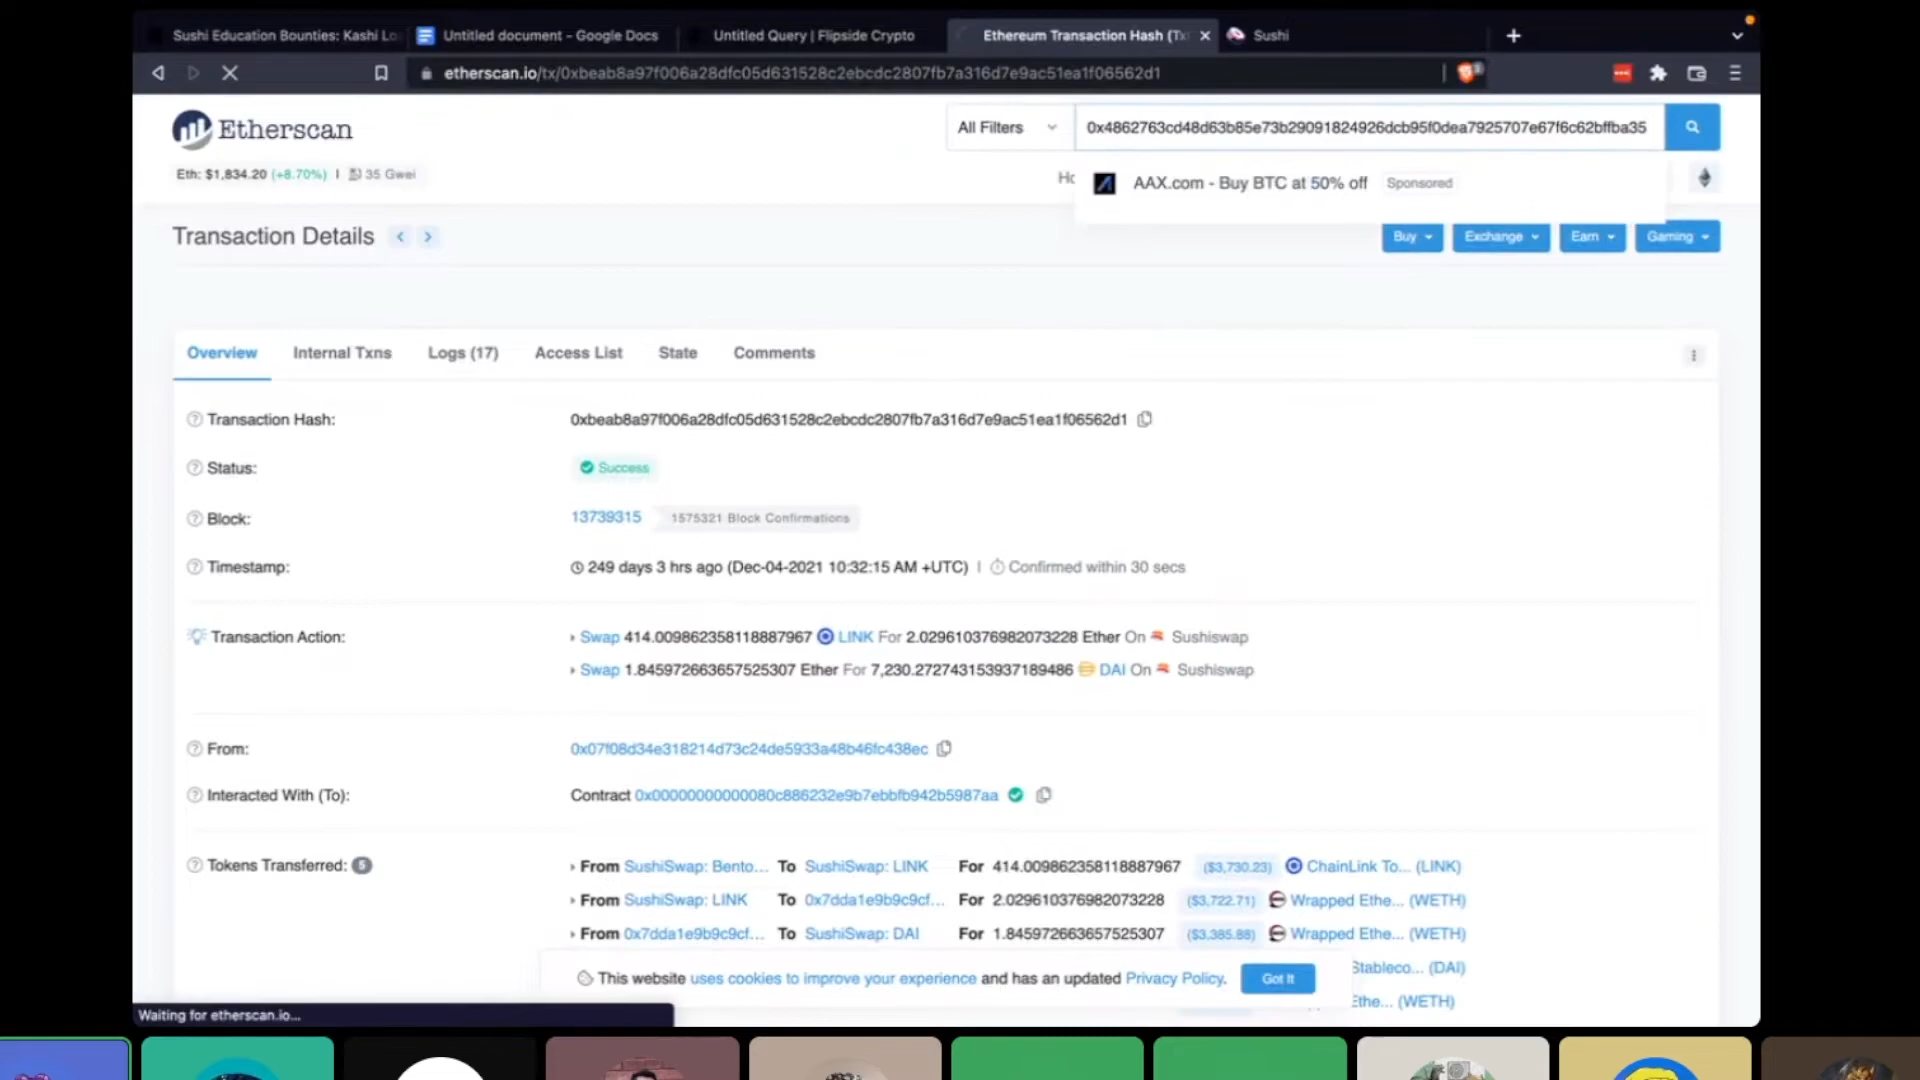 Sushi Education Bounties: Kashi Lo
Untitled document - Google Docs
Untitled Query | Flipside Crypto
Ethereum Transaction Hash (Tx
Sushi
etherscan.io/tx/0xbeab8a97f006a28dfc05d631528c2ebcdc2807fb7a316d7e9ac51ea1f06562d1
Etherscan
All Filters
0x4862763cd48d63b85e73b29091824926dcb95f0dea7925707e67f6c62bffba35
Eth: $1,834.20 (+8.70%) | 35 Gwei
Ho
AAX.com - Buy BTC at 50% off Sponsored
Transaction Details
Buy
Exchange
Earn
Gaming
Overview
Internal Txns
Logs (17)
Access List
State
Comments
Transaction Hash:
0xbeab8a97f006a28dfc05d631528c2ebcdc2807fb7a316d7e9ac51ea1f06562d1
Status:
Success
Block:
13739315 1575321 Block Confirmations
Timestamp:
249 days 3 hrs ago (Dec-04-2021 10:32:15 AM +UTC) | Confirmed within 30 secs
Transaction Action:
Swap 414.009862358118887967 LINK For 2.029610376982073228 Ether On Sushiswap
Swap 1.845972663657525307 Ether For 7,230.272743153937189486 DAI On Sushiswap
From:
0x07f08d34e318214d73c24de5933a48b46fc438ec
Interacted With (To):
Contract 0x00000000000080c886232e9b7ebbfb942b5987aa
Tokens Transferred: 5
From SushiSwap: Bento... To SushiSwap: LINK For 414.009862358118887967 ($3,730.23) ChainLink To... (LINK)
From SushiSwap: LINK To 0x7dda1e9b9c9cf... For 2.029610376982073228 ($3,722.71) Wrapped Ethe... (WETH)
From 0x7dda1e9b9c9cf... To SushiSwap: DAI For 1.845972663657525307 ($3,385.88) Wrapped Ethe... (WETH)
Stableco... (DAI)
Ethe... (WETH)
This website uses cookies to improve your experience and has an updated Privacy Policy. Got It
Waiting for etherscan.io...